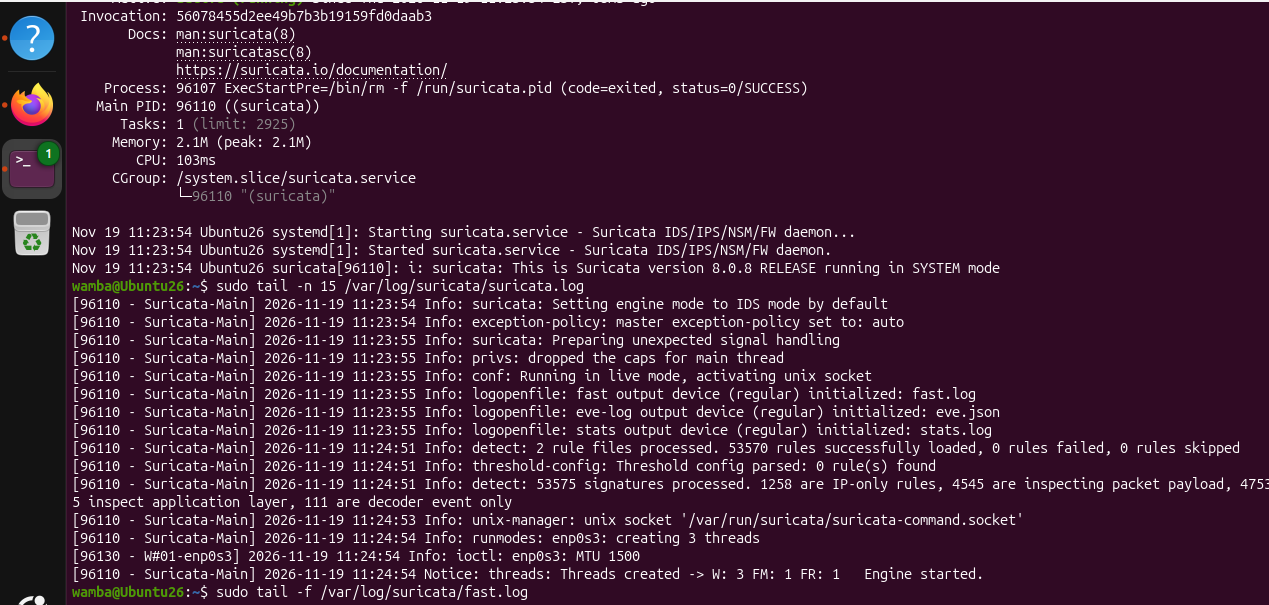 Invocation: 56078455d2ee49b7b3b19159fd0daab3
Docs: man:suricata(8)
man:suricatasc(8)
https://suricata.io/documentation/
Process: 96107 ExecStartPre=/bin/rm -f /run/suricata.pid (code=exited, status=0/SUCCESS)
Main PID: 96110 ((suricata))
Tasks: 1 (limit: 2925)
Memory: 2.1M (peak: 2.1M)
CPU: 103ms
CGroup: /system.slice/suricata.service
└─96110 "(suricata)"
Nov 19 11:23:54 Ubuntu26 systemd[1]: Starting suricata.service - Suricata IDS/IPS/NSM/FW daemon...
Nov 19 11:23:54 Ubuntu26 systemd[1]: Started suricata.service - Suricata IDS/IPS/NSM/FW daemon.
Nov 19 11:23:54 Ubuntu26 suricata[96110]: i: suricata: This is Suricata version 8.0.8 RELEASE running in SYSTEM mode
wamba@Ubuntu26:~$ sudo tail -n 15 /var/log/suricata/suricata.log
[96110 - Suricata-Main] 2026-11-19 11:23:54 Info: suricata: Setting engine mode to IDS mode by default
[96110 - Suricata-Main] 2026-11-19 11:23:54 Info: exception-policy: master exception-policy set to: auto
[96110 - Suricata-Main] 2026-11-19 11:23:55 Info: suricata: Preparing unexpected signal handling
[96110 - Suricata-Main] 2026-11-19 11:23:55 Info: privs: dropped the caps for main thread
[96110 - Suricata-Main] 2026-11-19 11:23:55 Info: conf: Running in live mode, activating unix socket
[96110 - Suricata-Main] 2026-11-19 11:23:55 Info: logopenfile: fast output device (regular) initialized: fast.log
[96110 - Suricata-Main] 2026-11-19 11:23:55 Info: logopenfile: eve-log output device (regular) initialized: eve.json
[96110 - Suricata-Main] 2026-11-19 11:23:55 Info: logopenfile: stats output device (regular) initialized: stats.log
[96110 - Suricata-Main] 2026-11-19 11:24:51 Info: detect: 2 rule files processed. 53570 rules successfully loaded, 0 rules failed, 0 rules skipped
[96110 - Suricata-Main] 2026-11-19 11:24:51 Info: threshold-config: Threshold config parsed: 0 rule(s) found
[96110 - Suricata-Main] 2026-11-19 11:24:51 Info: detect: 53575 signatures processed. 1258 are IP-only rules, 4545 are inspecting packet payload, 4753
5 inspect application layer, 111 are decoder event only
[96110 - Suricata-Main] 2026-11-19 11:24:53 Info: unix-manager: unix socket '/var/run/suricata/suricata-command.socket'
[96110 - Suricata-Main] 2026-11-19 11:24:54 Info: runmodes: enp0s3: creating 3 threads
[96130 - W#01-enp0s3] 2026-11-19 11:24:54 Info: ioctl: enp0s3: MTU 1500
[96110 - Suricata-Main] 2026-11-19 11:24:54 Notice: threads: Threads created -> W: 3 FM: 1 FR: 1   Engine started.
wamba@Ubuntu26:~$ sudo tail -f /var/log/suricata/fast.log
?
>_
1